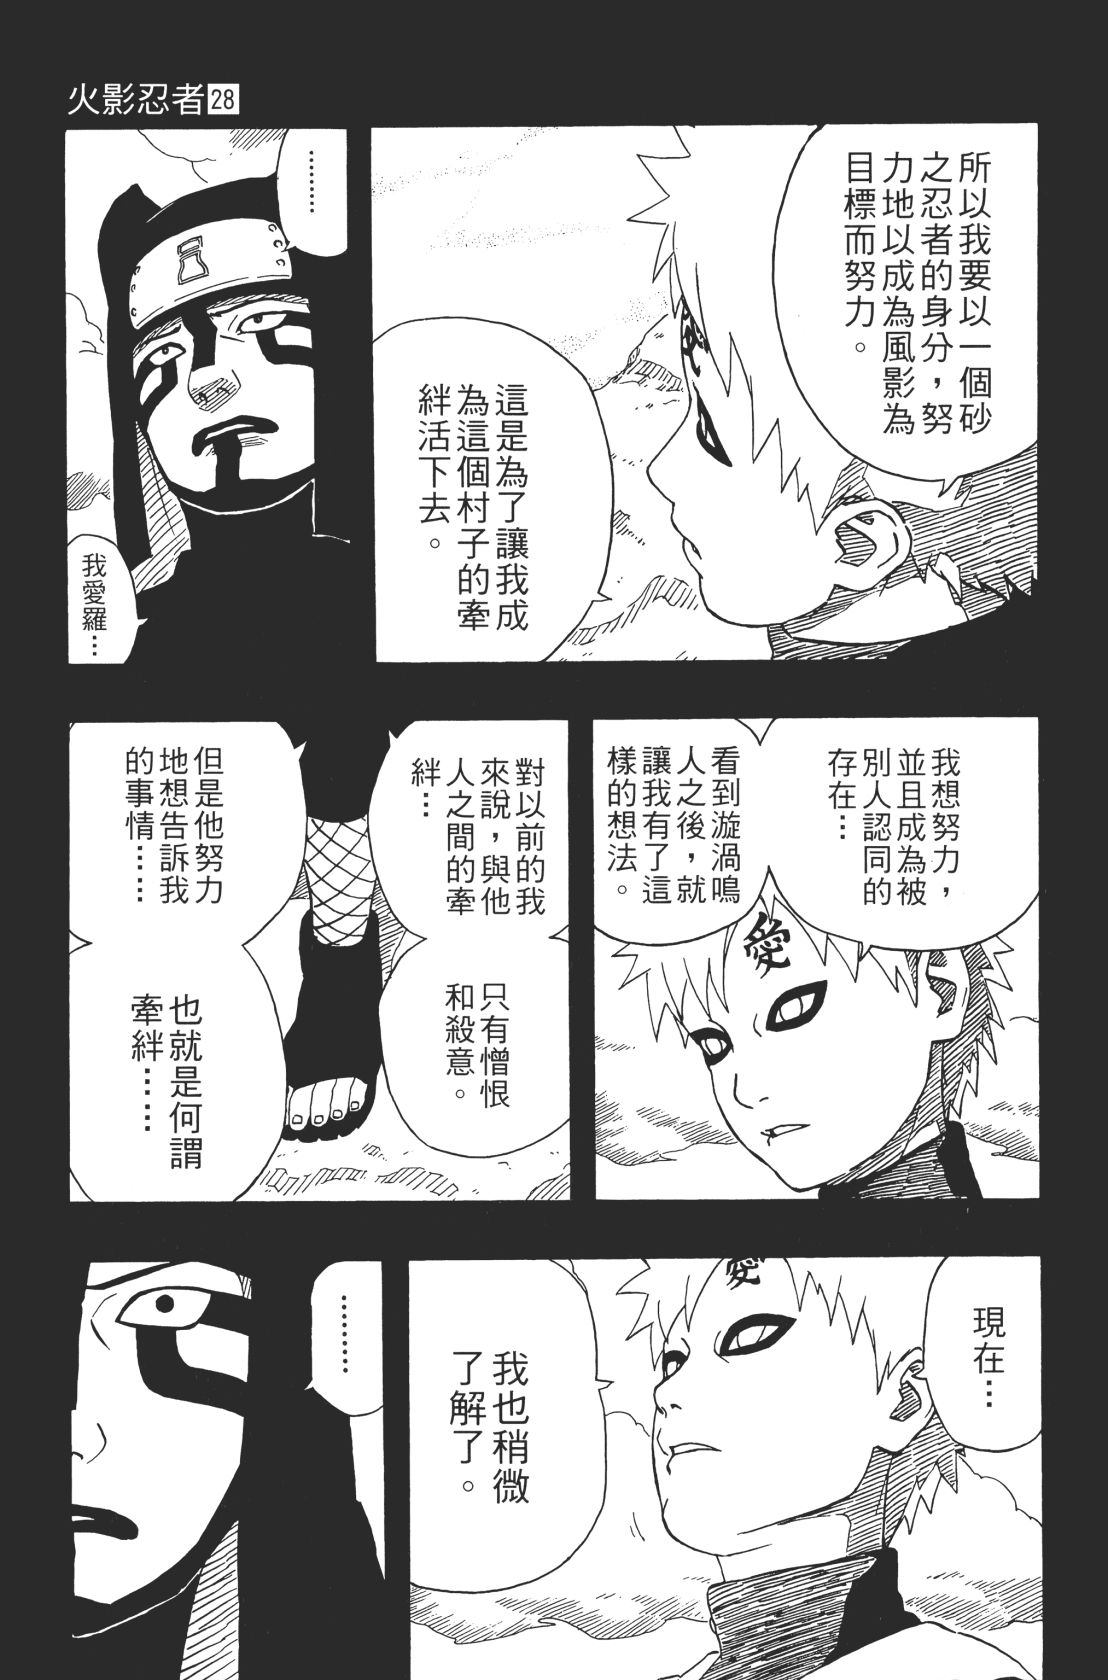 火影忍者28
所以我要以一個砂
之忍者的身分，努
力地以成為風影為
目標而努力。
這是為了讓我成
為這個村子的牽
絆活下去。
………
我愛羅…
我想努力，
並且成為被
別人認同的
存在…
看到漩渦鳴
人之後，就
讓我有了這
樣的想法。
對以前的我
來說，與他
人之間的牽
絆…
只有憎恨
和殺意。
但是他努力
地想告訴我
的事情……
也就是何謂
牽絆……
現在…
我也稍微
了解了。
………